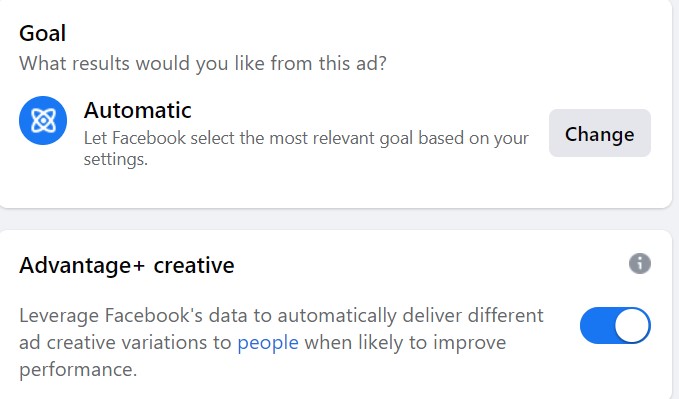 Goal
What results would you like from this ad?
Automatic
Let Facebook select the most relevant goal based on your
settings.
Change
Advantage+ creative
Leverage Facebook's data to automatically deliver different
ad creative variations to people when likely to improve
performance.